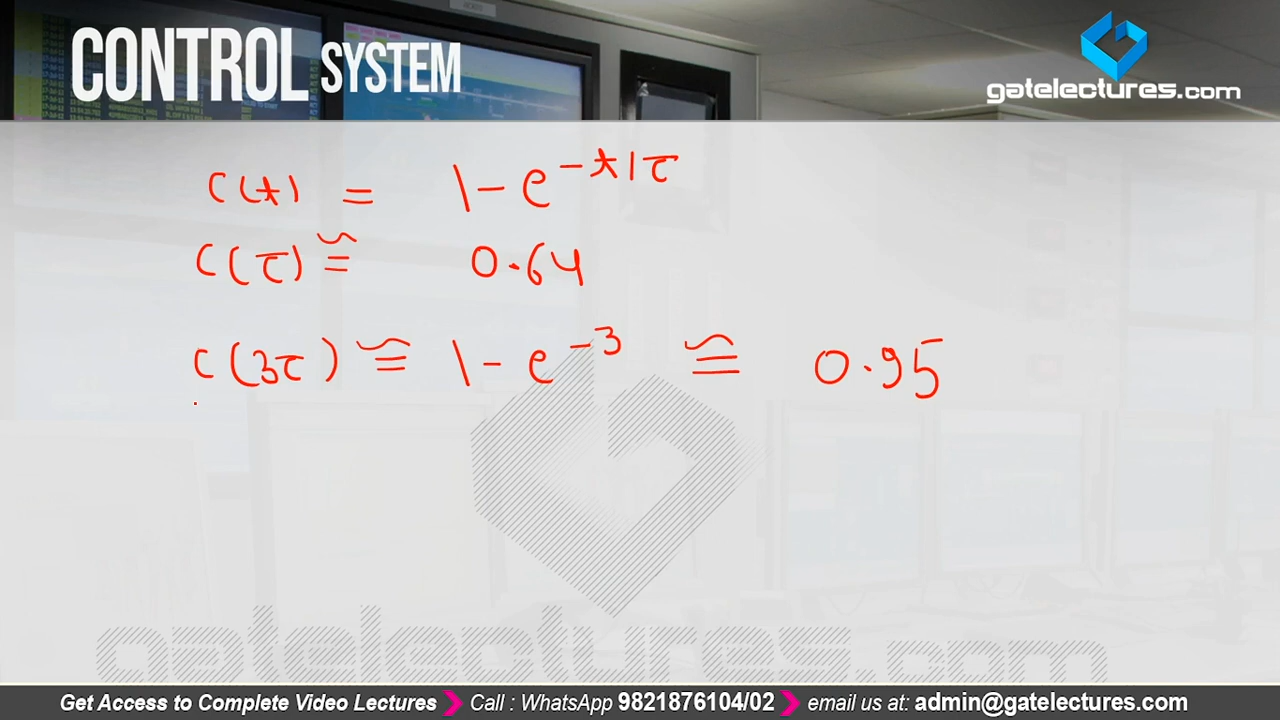 CONTROL SYSTEM
gatelectures.com
c(t) = 1 - e^{-t/τ}
c(τ) ≅ 0.64
c(3τ) ≅ 1 - e^{-3} ≅ 0.95
gatelectures.com
Get Access to Complete Video Lectures Call : WhatsApp 9821876104/02 email us at: admin@gatelectures.com